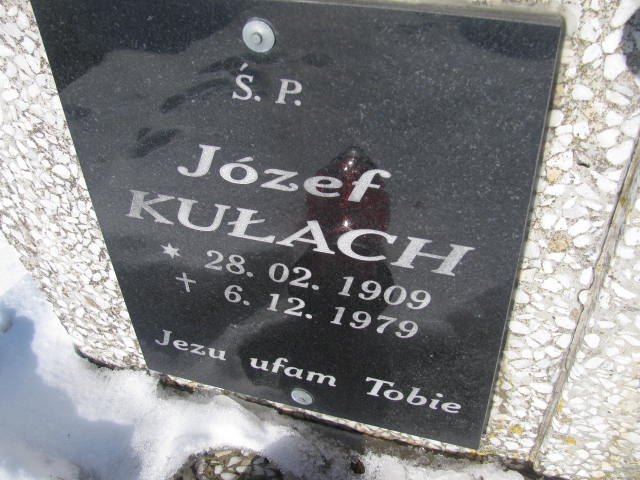 Ś. P.
Józef
KUŁACH
* 28. 02. 1909
+ 6. 12. 1979
Jezu ufam Tobie